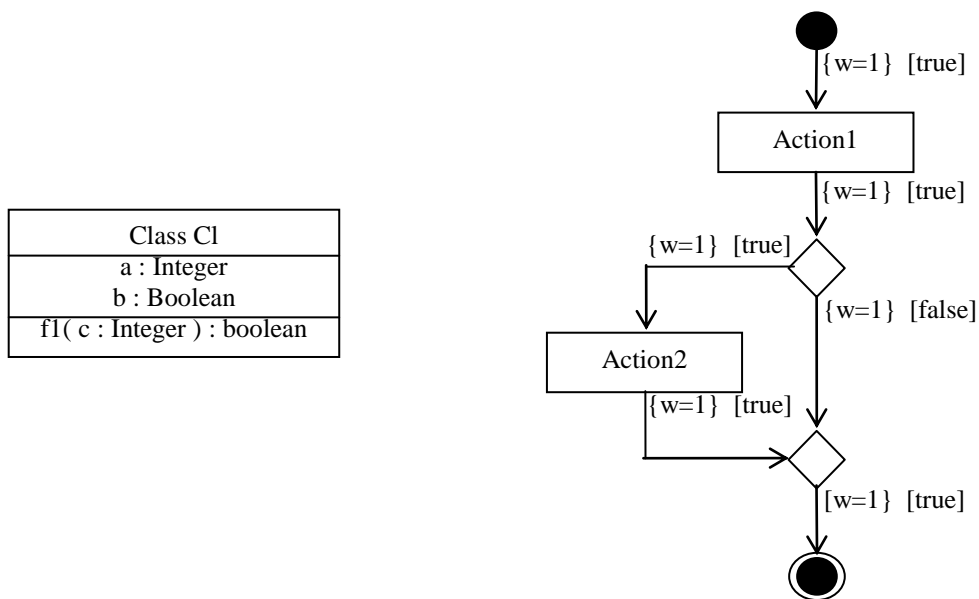 {w=1} [true]
Action1
{w=1} [true]
Class Cl
a : Integer
b : Boolean
f1( c : Integer ) : boolean
{w=1} [true]
{w=1} [false]
Action2
{w=1} [true]
{w=1} [true]